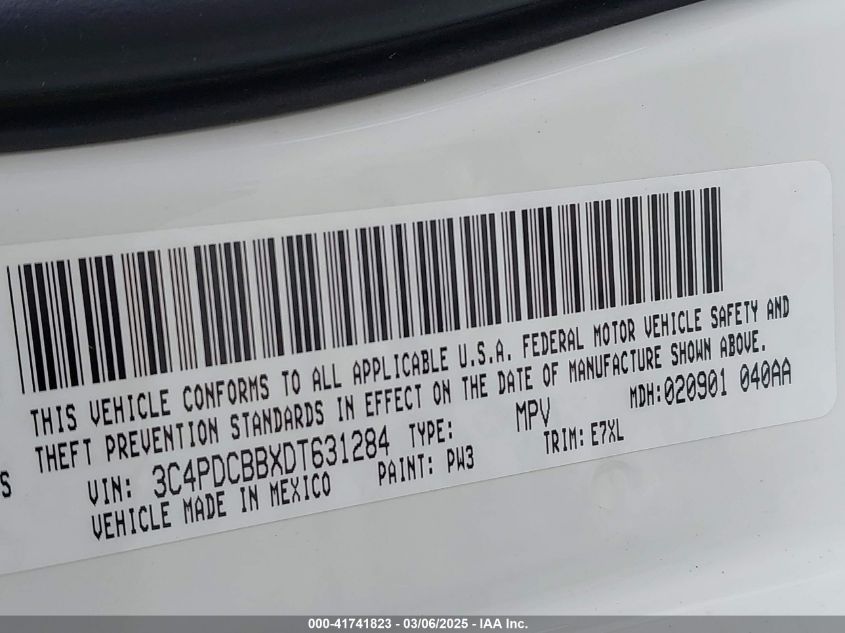 THIS VEHICLE CONFORMS TO ALL APPLICABLE U.S.A. FEDERAL MOTOR VEHICLE SAFETY AND
THEFT PREVENTION STANDARDS IN EFFECT ON THE DATE OF MANUFACTURE SHOWN ABOVE.
S
VIN: 3C4PDCBBXDT631284 TYPE: MPV MDH:020901 040AA
VEHICLE MADE IN MEXICO PAINT: PW3 TRIM: E7XL
000-41741823 - 03/06/2025 - IAA Inc.